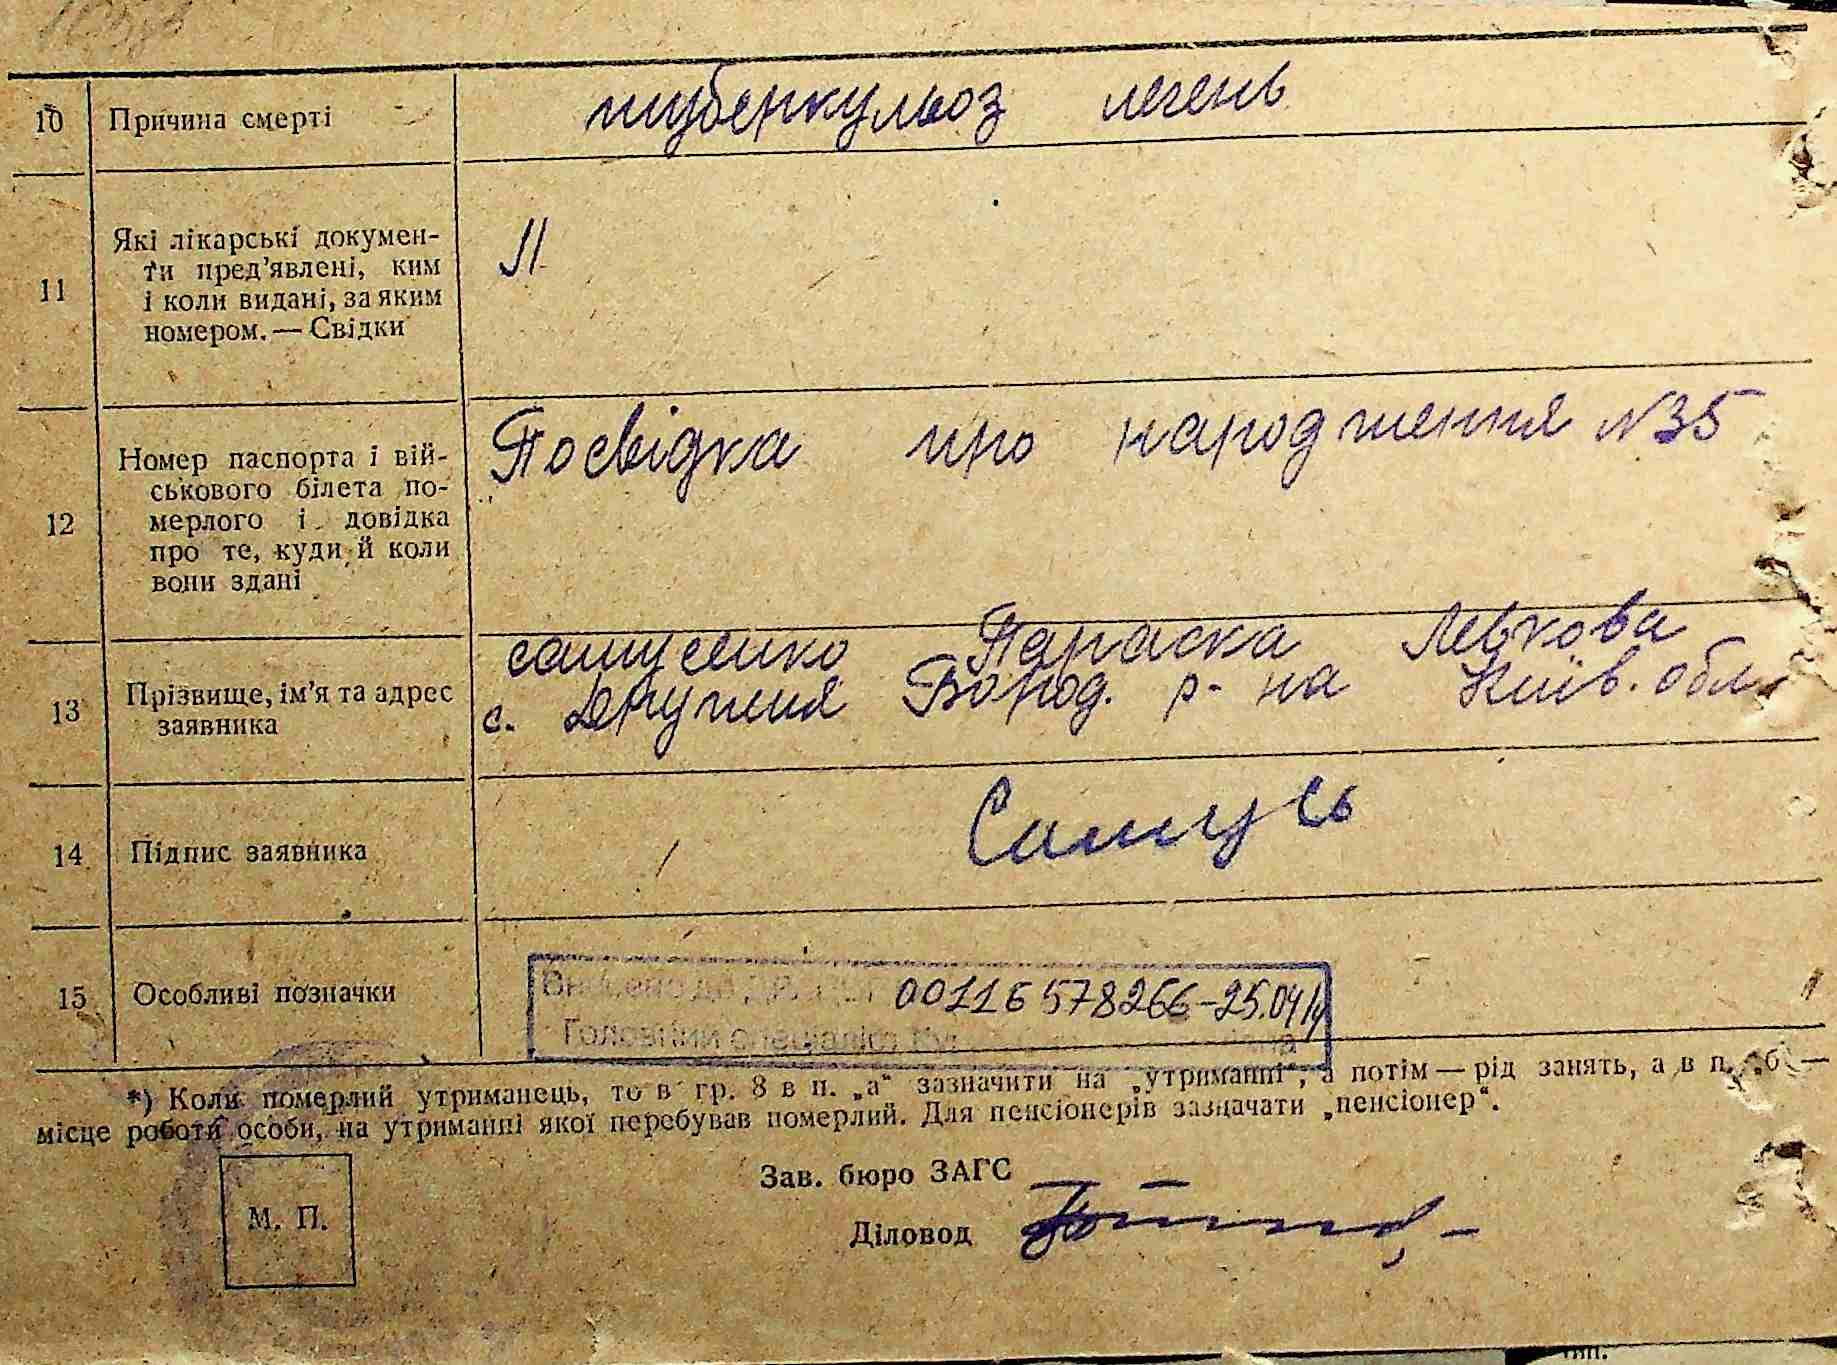 10 Причина смерті туберкульоз легень
11 Які лікарські докумен-
ти пред’явлені, ким
і коли видані, за яким
номером. — Свідки
12 Номер паспорта і вій-
ськового білета по-
мерлого і довідка
про те, куди й коли
вони здані
Посвідка про народження №35
13 Прізвище, ім’я та адрес
заявника
Самусенко Параска Левкова
с. Дружня Бород. р-на Київ. обл.
14 Підпис заявника Самусь
15 Особливі позначки
Внесено до 00116578266-25.04
Головний спеціаліст
*) Коли померлий утриманець, то в гр. 8 в п. „а“ зазначити на „утриманні“, а потім — рід занять, а в п. „б“ —
місце роботи особи, на утриманні якої перебував померлий. Для пенсіонерів зазначати „пенсіонер“.
М. П.
Зав. бюро ЗАГС
Діловод